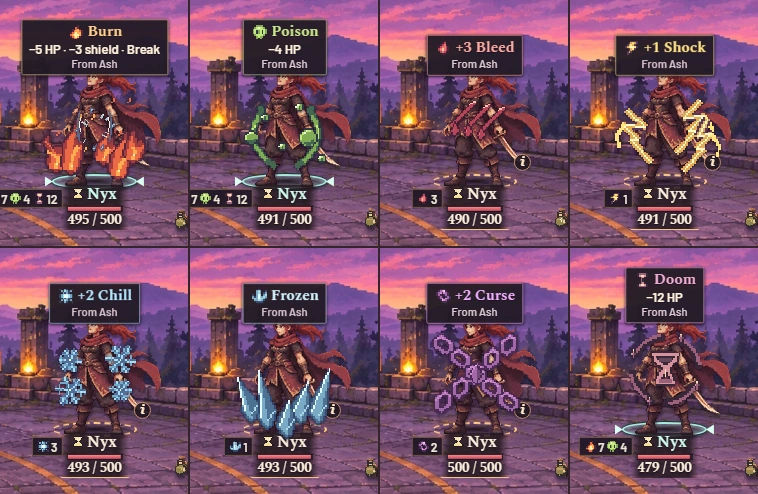 Burn
−5 HP · −3 shield · Break
From Ash
7 4 12
Nyx
495 / 500
Poison
−4 HP
From Ash
7 4 12
Nyx
491 / 500
+3 Bleed
From Ash
i
3
Nyx
490 / 500
+1 Shock
From Ash
i
1
Nyx
491 / 500
+2 Chill
From Ash
i
3
Nyx
493 / 500
Frozen
From Ash
i
1
Nyx
493 / 500
+2 Curse
From Ash
i
2
Nyx
500 / 500
Doom
−12 HP
From Ash
7 4
Nyx
479 / 500